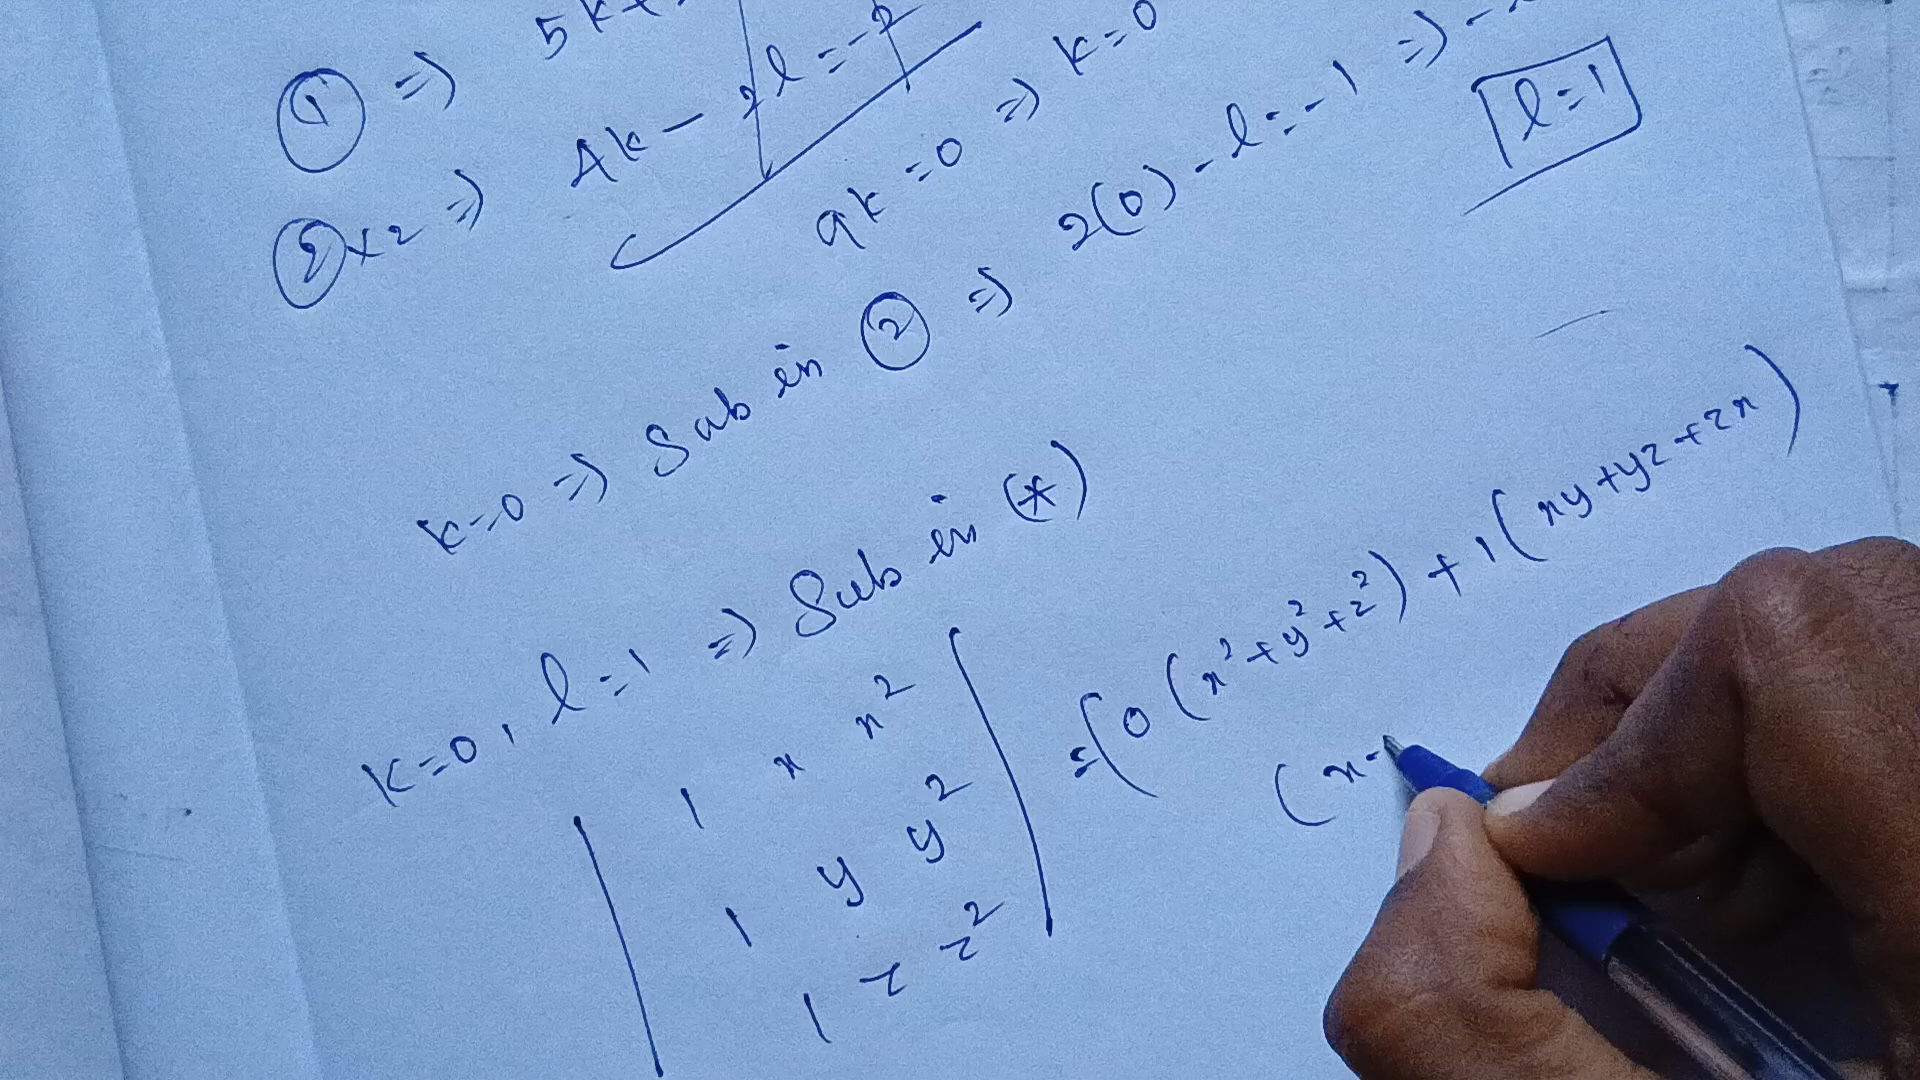 ① ⇒ 5k+
②×2 ⇒ 4k - 2l = -2
9k = 0 ⇒ k=0
k=0 ⇒ Sub in ② ⇒ 2(0) - l = -1 ⇒ -
l=1
k=0, l=1 ⇒ Sub in (*)
| 1 x x² |
| 1 y y² |
| 1 z z² |
= (0 (x²+y²+z²) + 1 (xy+yz+zx)
(x-